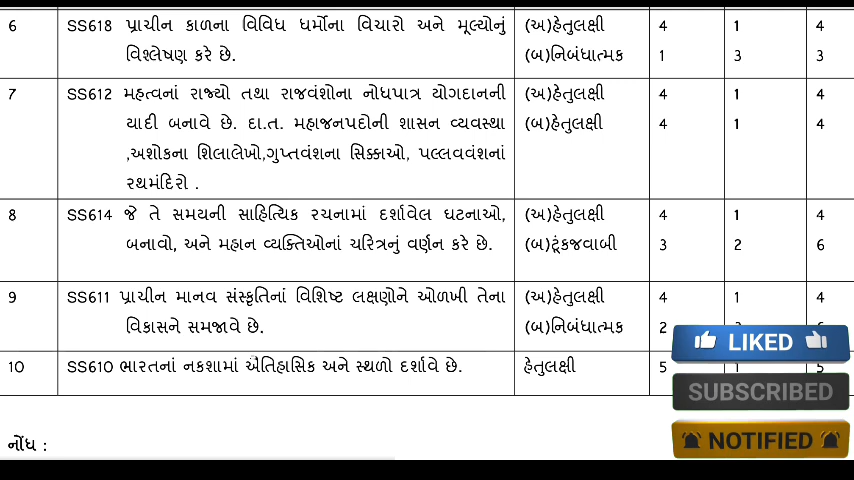 6 SS618 પ્રાચીન કાળના વિવિધ ધર્મોના વિચારો અને મૂલ્યોનું (અ)હેતુલક્ષી 4 1 4
વિશ્લેષણ કરે છે. (બ)નિબંધાત્મક 1 3 3
7 SS612 મહત્વનાં રાજ્યો તથા રાજવંશોના નોધપાત્ર યોગદાનની (અ)હેતુલક્ષી 4 1 4
યાદી બનાવે છે. દા.ત. મહાજનપદોની શાસન વ્યવસ્થા (બ)હેતુલક્ષી 4 1 4
,અશોકના શિલાલેખો,ગુપ્તવંશના સિક્કાઓ, પલ્લવવંશનાં
રથમંદિરો .
8 SS614 જે તે સમયની સાહિત્યિક રચનામાં દર્શાવેલ ઘટનાઓ, (અ)હેતુલક્ષી 4 1 4
બનાવો, અને મહાન વ્યક્તિઓનાં ચરિત્રનું વર્ણન કરે છે. (બ)ટૂંકજવાબી 3 2 6
9 SS611 પ્રાચીન માનવ સંસ્કૃતિનાં વિશિષ્ટ લક્ષણોને ઓળખી તેના (અ)હેતુલક્ષી 4 1 4
વિકાસને સમજાવે છે. (બ)નિબંધાત્મક 2
10 SS610 ભારતનાં નકશામાં ઐતિહાસિક અને સ્થળો દર્શાવે છે. હેતુલક્ષી 5 1 5
LIKED
SUBSCRIBED
NOTIFIED
નોંધ :